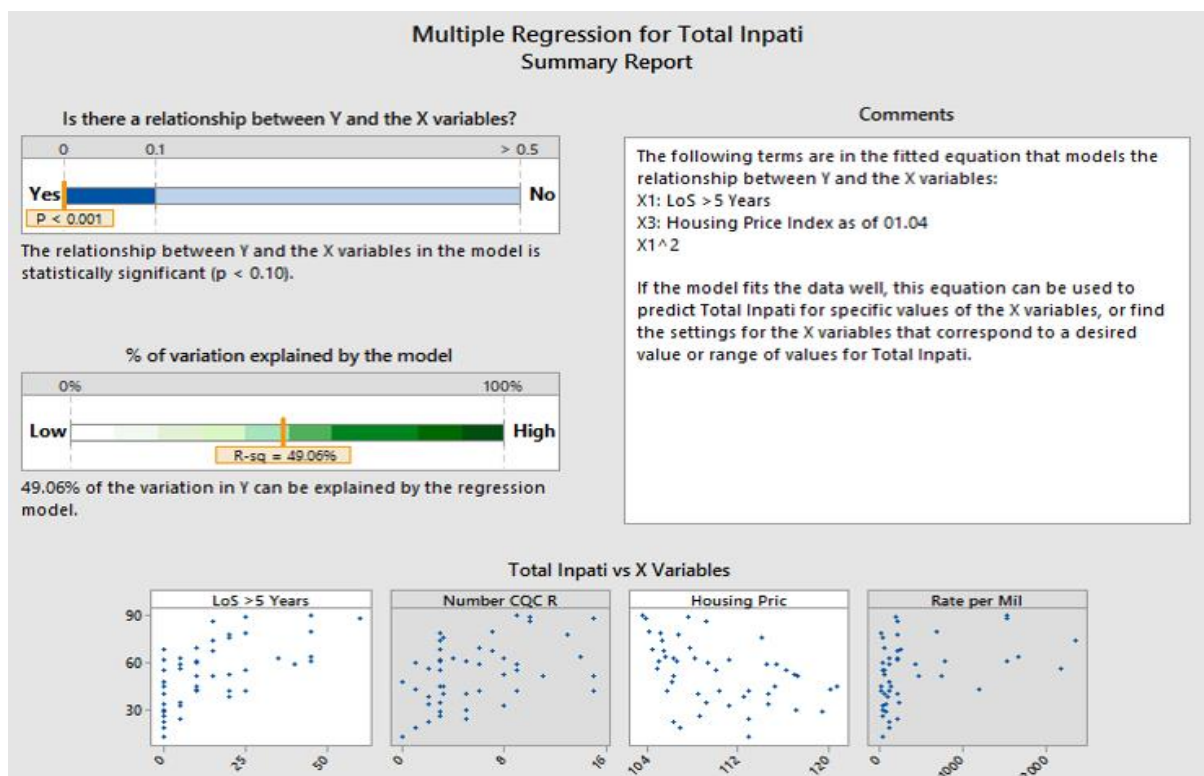 Multiple Regression for Total Inpati
Summary Report
Is there a relationship between Y and the X variables?
0 0.1 > 0.5
Yes No
P < 0.001
The relationship between Y and the X variables in the model is
statistically significant (p < 0.10).
% of variation explained by the model
0% 100%
Low High
R-sq = 49.06%
49.06% of the variation in Y can be explained by the regression
model.
Comments
The following terms are in the fitted equation that models the
relationship between Y and the X variables:
X1: LoS >5 Years
X3: Housing Price Index as of 01.04
X1^2
If the model fits the data well, this equation can be used to
predict Total Inpati for specific values of the X variables, or find
the settings for the X variables that correspond to a desired
value or range of values for Total Inpati.
Total Inpati vs X Variables
LoS >5 Years Number CQC R Housing Pric Rate per Mil
90
60
30
0 25 50 0 8 16 104 112 120 0 1000